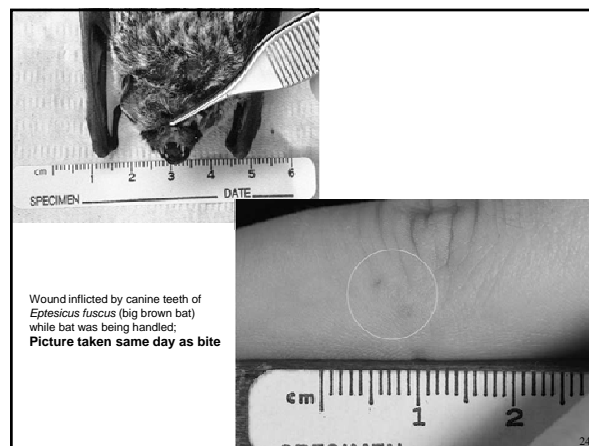 cm 1 2 3 4 5 6
SPECIMEN DATE
Wound inflicted by canine teeth of
Eptesicus fuscus (big brown bat)
while bat was being handled;
Picture taken same day as bite
cm 1 2
SPECIMEN
24